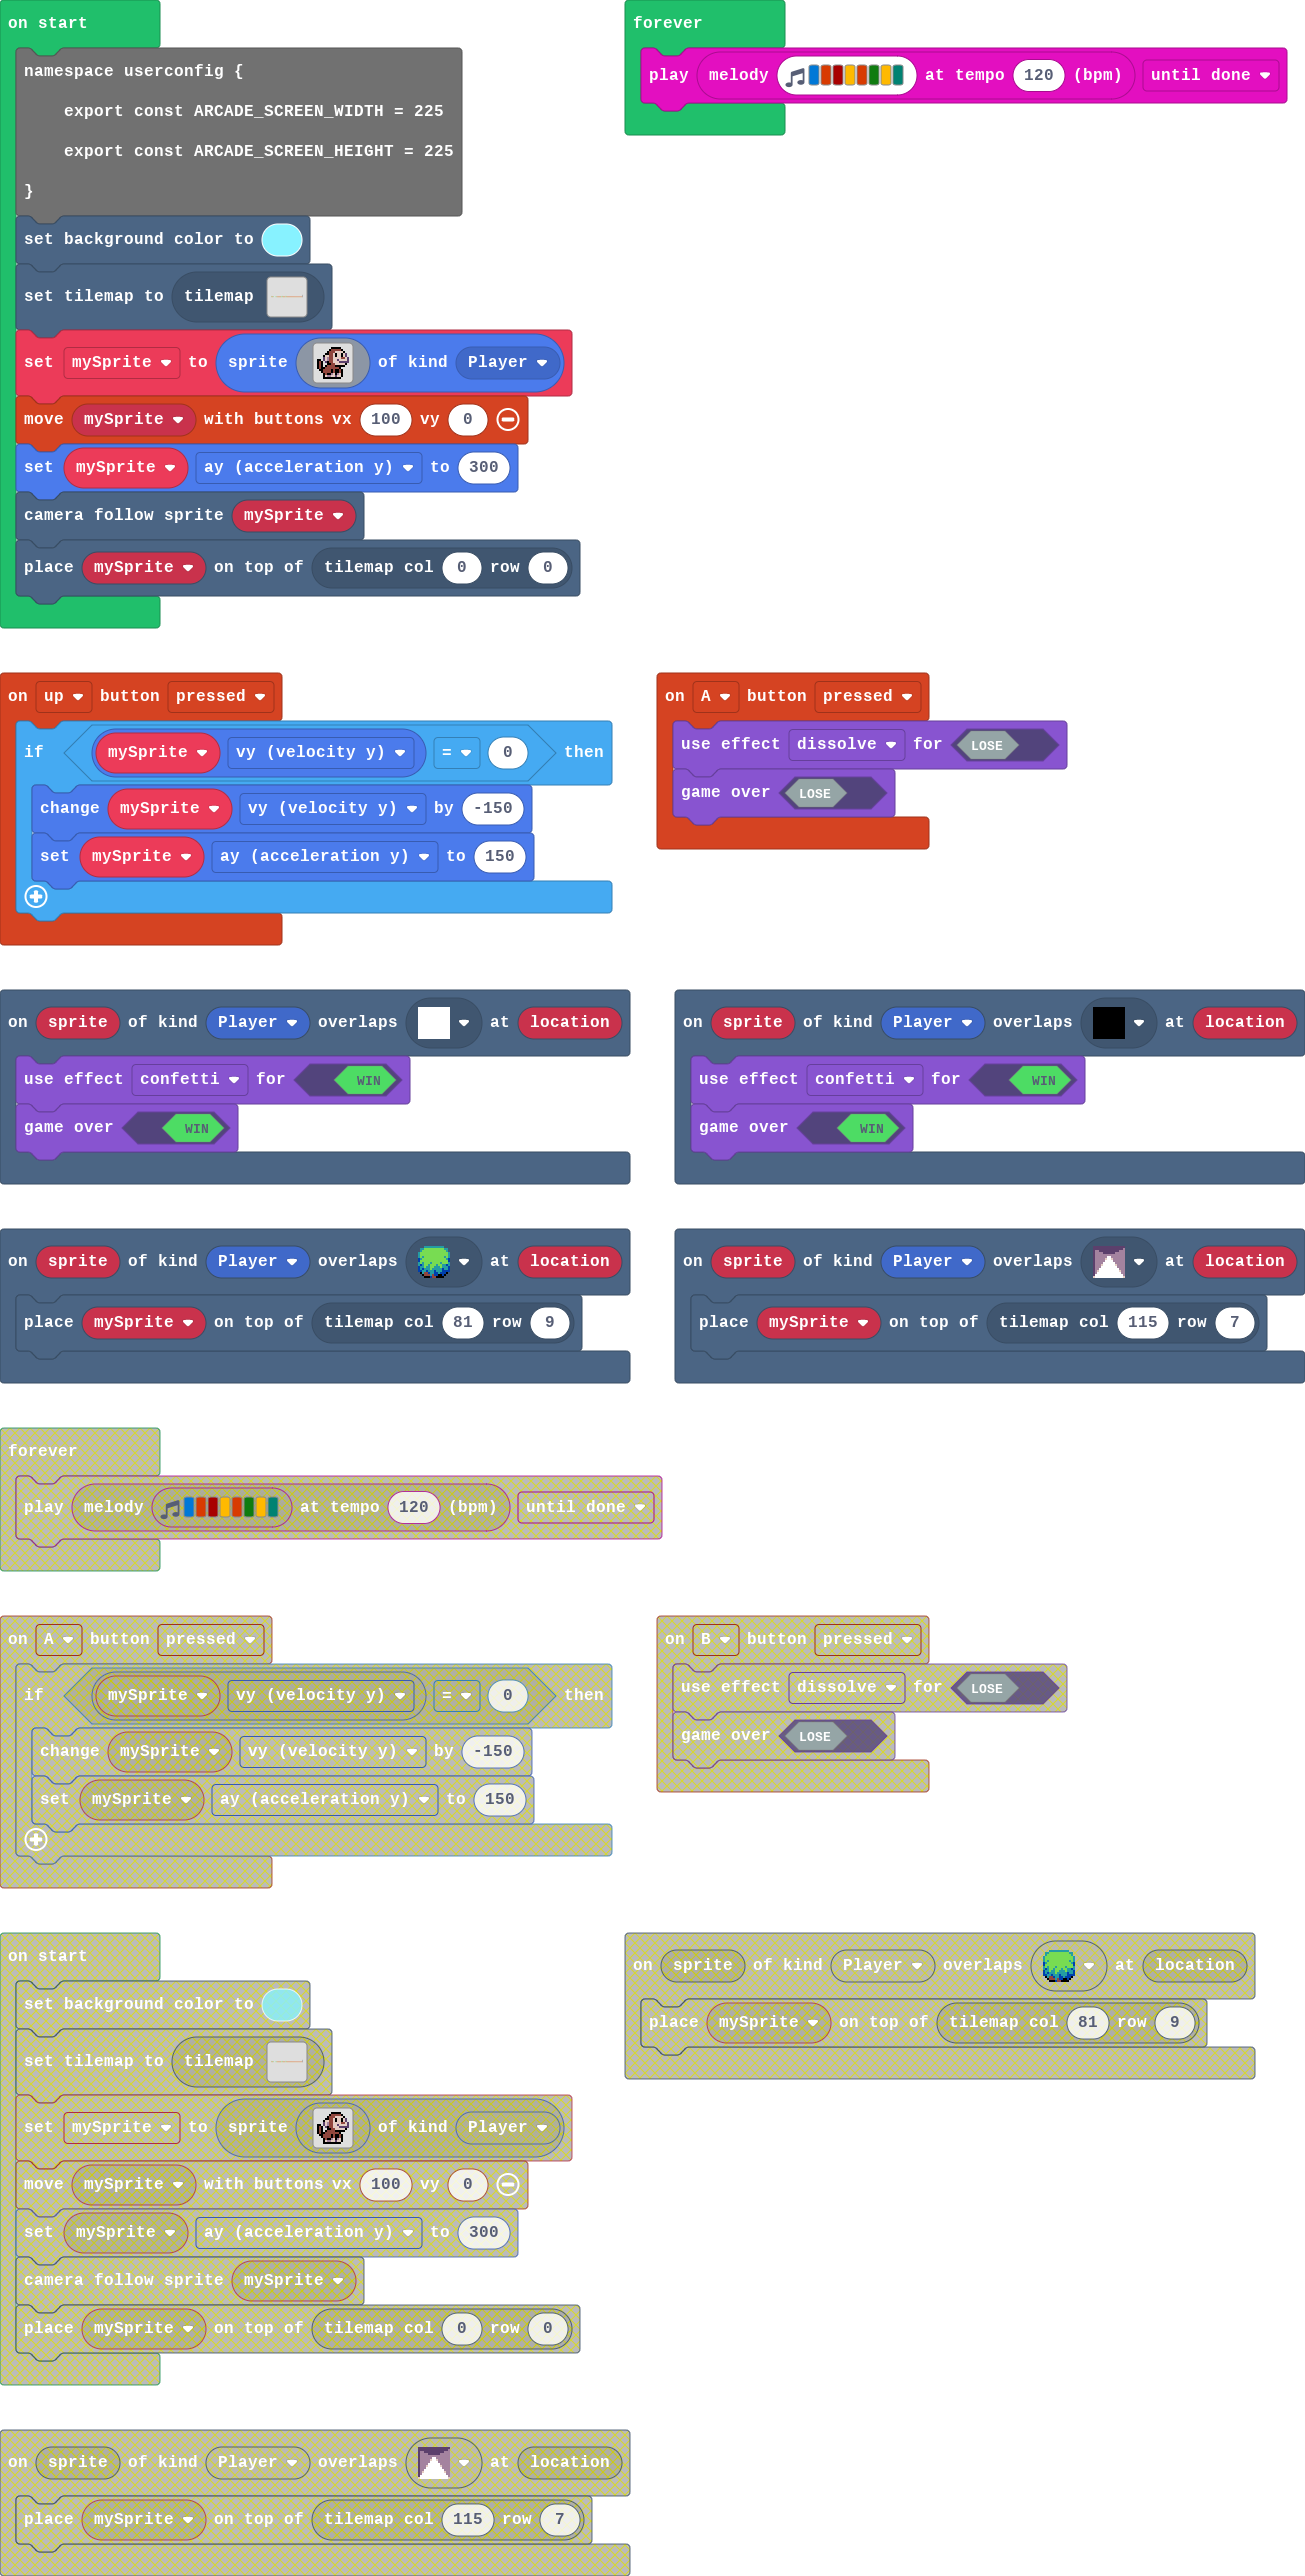 on start
namespace userconfig {
export const ARCADE_SCREEN_WIDTH = 225
export const ARCADE_SCREEN_HEIGHT = 225
}
set background color to
set tilemap to tilemap
set mySprite to sprite of kind Player
move mySprite with buttons vx 100 vy 0
set mySprite ay (acceleration y) to 300
camera follow sprite mySprite
place mySprite on top of tilemap col 0 row 0
forever
play melody at tempo 120 (bpm) until done
on up button pressed
if mySprite vy (velocity y) = 0 then
change mySprite vy (velocity y) by -150
set mySprite ay (acceleration y) to 150
on A button pressed
use effect dissolve for LOSE
game over LOSE
on sprite of kind Player overlaps at location
use effect confetti for WIN
game over WIN
on sprite of kind Player overlaps at location
use effect confetti for WIN
game over WIN
on sprite of kind Player overlaps at location
place mySprite on top of tilemap col 81 row 9
on sprite of kind Player overlaps at location
place mySprite on top of tilemap col 115 row 7
forever
play melody at tempo 120 (bpm) until done
on A button pressed
if mySprite vy (velocity y) = 0 then
change mySprite vy (velocity y) by -150
set mySprite ay (acceleration y) to 150
on B button pressed
use effect dissolve for LOSE
game over LOSE
on start
set background color to
set tilemap to tilemap
set mySprite to sprite of kind Player
move mySprite with buttons vx 100 vy 0
set mySprite ay (acceleration y) to 300
camera follow sprite mySprite
place mySprite on top of tilemap col 0 row 0
on sprite of kind Player overlaps at location
place mySprite on top of tilemap col 81 row 9
on sprite of kind Player overlaps at location
place mySprite on top of tilemap col 115 row 7